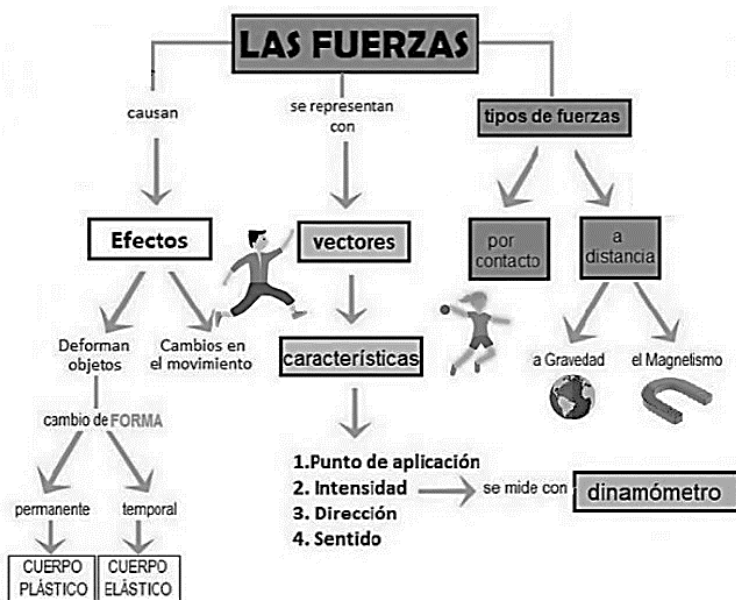 LAS FUERZAS
causan
se representan
con
tipos de fuerzas
Efectos
vectores
por
contacto
a
distancia
Deforman
objetos
Cambios en
el movimiento
características
a Gravedad
el Magnelismo
cambio de FORMA
1.Punto de aplicación
2. Intensidad
se mide con
dinamómetro
3. Dirección
4. Sentido
permanente
temporal
CUERPO
PLÁSTICO
CUERPO
ELÀSTICO